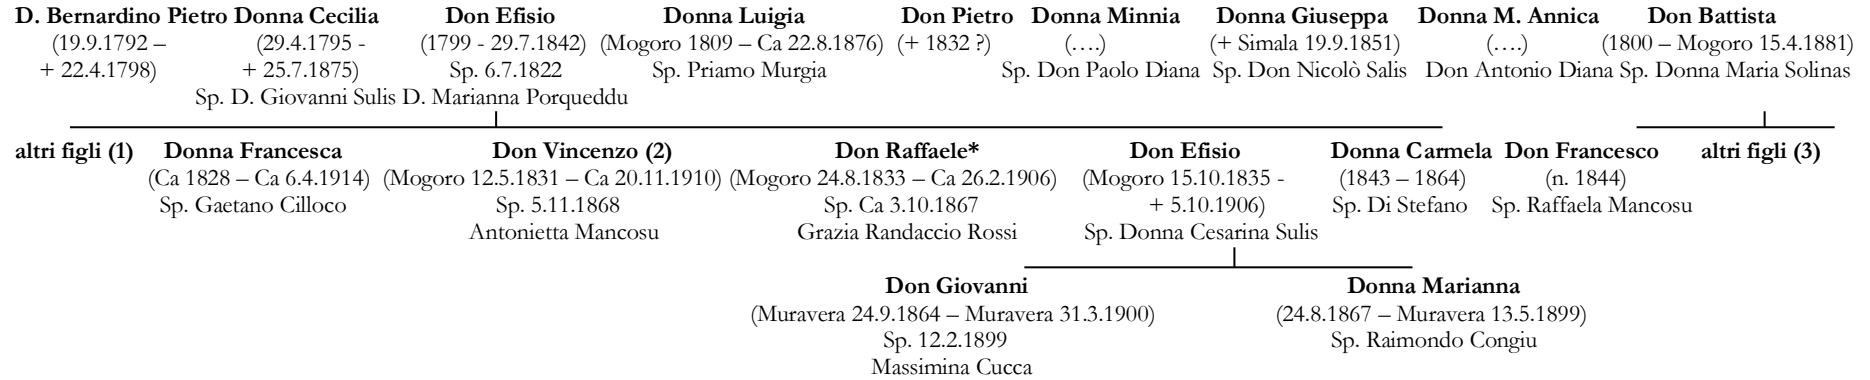 D. Bernardino Pietro Donna Cecilia Don Efisio Donna Luigia Don Pietro Donna Minnia Donna Giuseppa Donna M. Annica Don Battista
(19.9.1792 – (29.4.1795 - (1799 - 29.7.1842) (Mogoro 1809 – Ca 22.8.1876) (+ 1832 ?) (….) (+ Simala 19.9.1851) (….) (1800 – Mogoro 15.4.1881)
+ 22.4.1798) + 25.7.1875) Sp. 6.7.1822 Sp. Priamo Murgia Sp. Don Paolo Diana Sp. Don Nicolò Salis Don Antonio Diana Sp. Donna Maria Solinas
Sp. D. Giovanni Sulis D. Marianna Porqueddu
altri figli (1) Donna Francesca Don Vincenzo (2) Don Raffaele* Don Efisio Donna Carmela Don Francesco altri figli (3)
(Ca 1828 – Ca 6.4.1914) (Mogoro 12.5.1831 – Ca 20.11.1910) (Mogoro 24.8.1833 – Ca 26.2.1906) (Mogoro 15.10.1835 - (1843 – 1864) (n. 1844)
Sp. Gaetano Cilloco Sp. 5.11.1868 Sp. Ca 3.10.1867 + 5.10.1906) Sp. Di Stefano Sp. Raffaela Mancosu
Antonietta Mancosu Grazia Randaccio Rossi Sp. Donna Cesarina Sulis
Don Giovanni Donna Marianna
(Muravera 24.9.1864 – Muravera 31.3.1900) (24.8.1867 – Muravera 13.5.1899)
Sp. 12.2.1899 Sp. Raimondo Congiu
Massimina Cucca